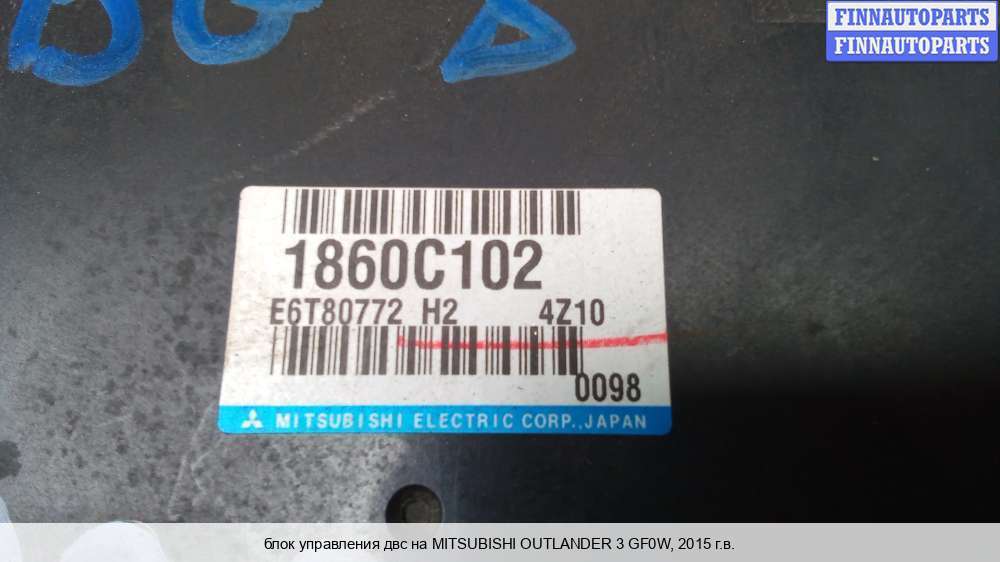 FINNAUTOPARTS
FINNAUTOPARTS
1860C102
E6T80772 H2 4Z10
0098
MITSUBISHI ELECTRIC CORP., JAPAN
блок управления двс на MITSUBISHI OUTLANDER 3 GF0W, 2015 г.в.